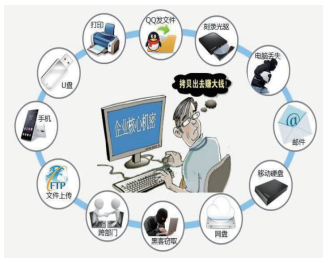 打印
QQ发文件
刻录光驱
电脑丢失
邮件
移动硬盘
网盘
黑客窃取
跨部门
FTP
文件上传
手机
U盘
拷贝出去赚大钱!
企业核心机密